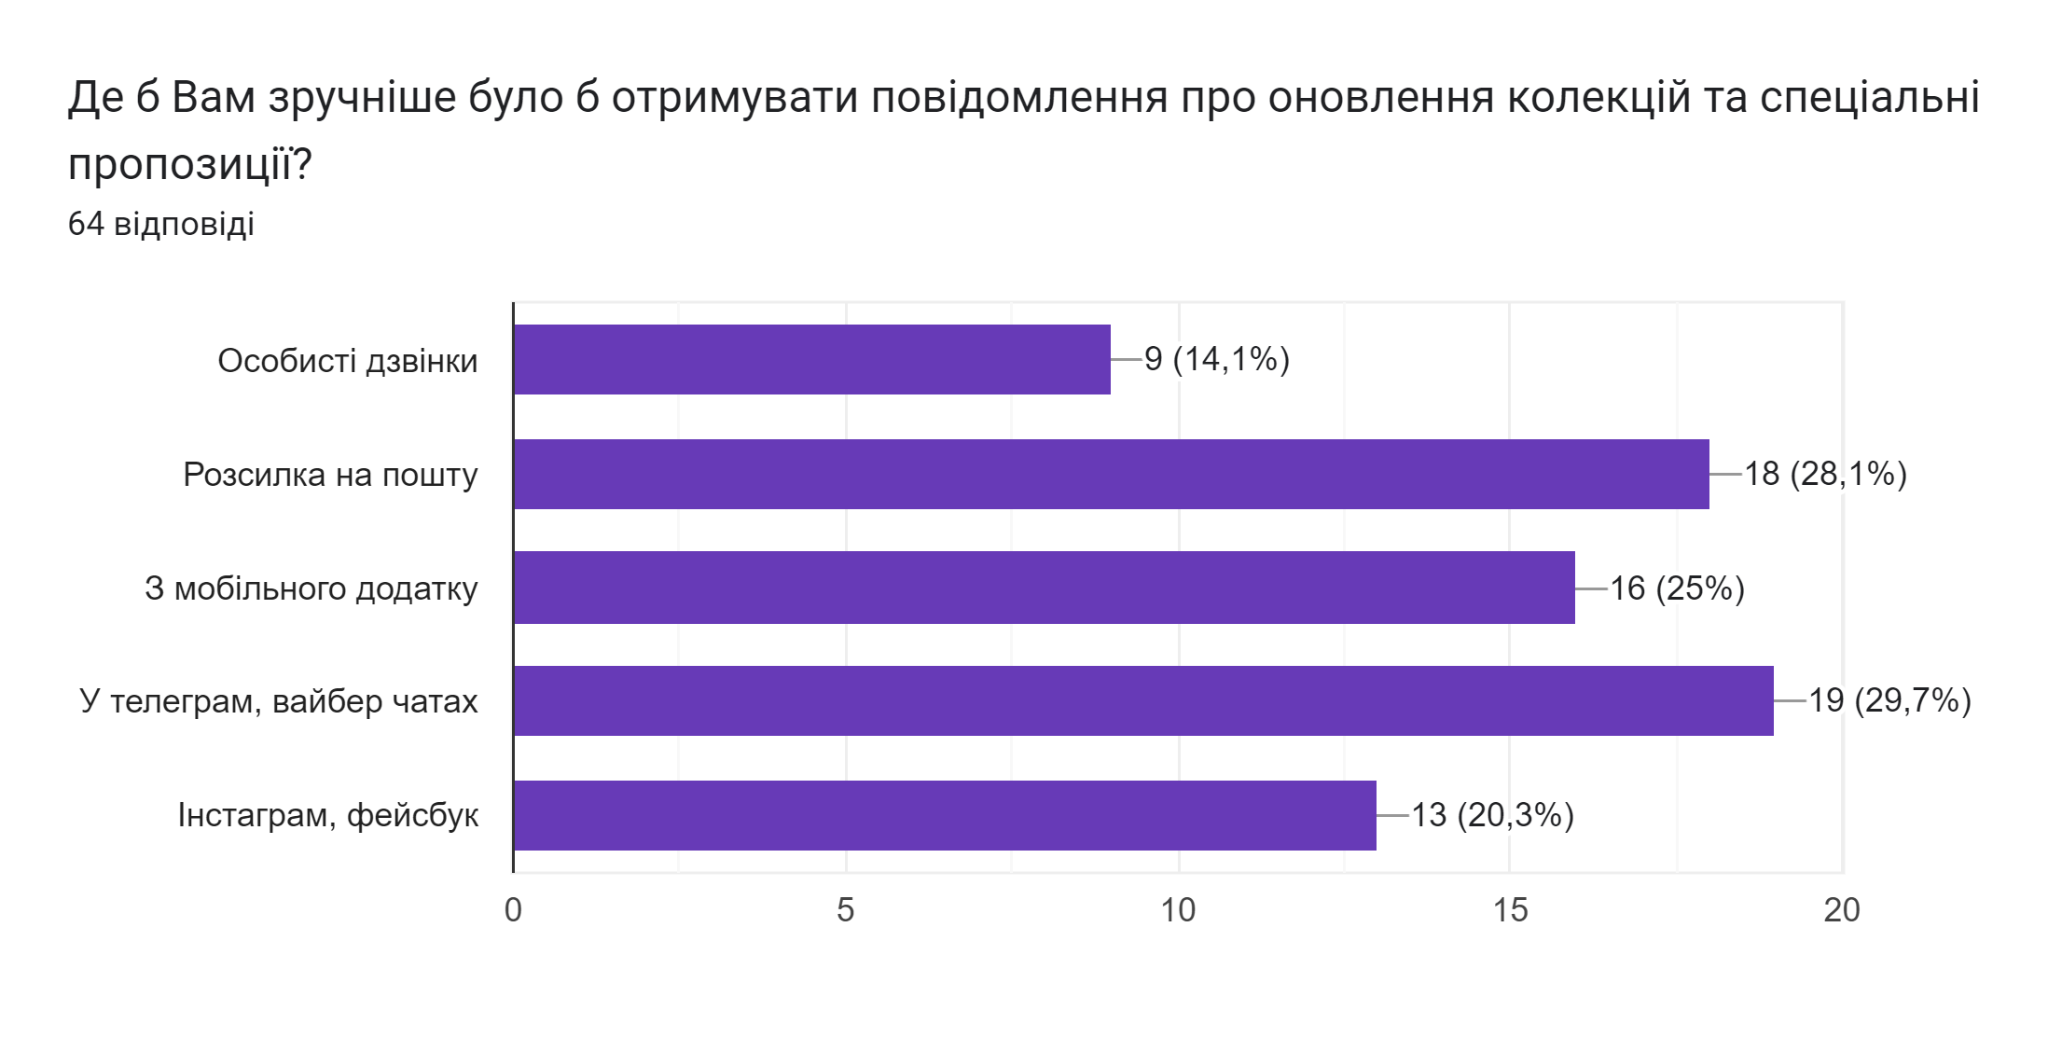 Де б Вам зручніше було б отримувати повідомлення про оновлення колекцій та спеціальні
пропозиції?
64 відповіді
Особисті дзвінки
9 (14,1%)
Розсилка на пошту
18 (28,1%)
З мобільного додатку
16 (25%)
У телеграм, вайбер чатах
19 (29,7%)
Інстаграм, фейсбук
13 (20,3%)
0 5 10 15 20